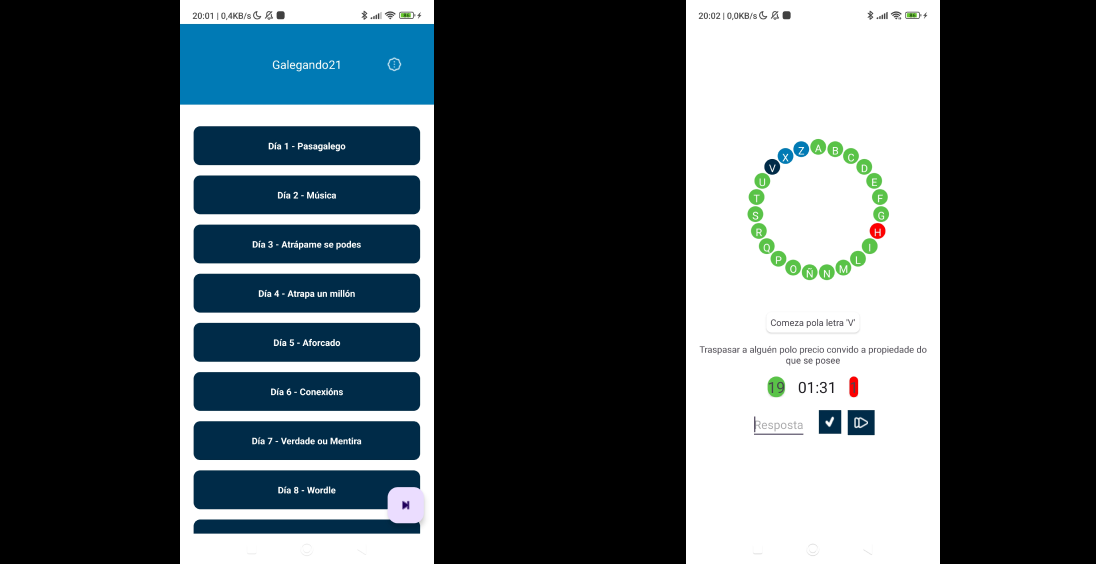 20:01 | 0,4KB/s
Galegando21
Día 1 - Pasagalego
Día 2 - Música
Día 3 - Atrápame se podes
Día 4 - Atrapa un millón
Día 5 - Aforcado
Día 6 - Conexións
Día 7 - Verdade ou Mentira
Día 8 - Wordle
20:02 | 0,0KB/s
A
B
C
D
E
F
G
H
I
L
M
N
Ñ
O
P
Q
R
S
T
U
V
X
Z
Comeza pola letra 'V'
Traspasar a alguén polo precio convido a propiedade do
que se posee
19 01:31 1
Resposta